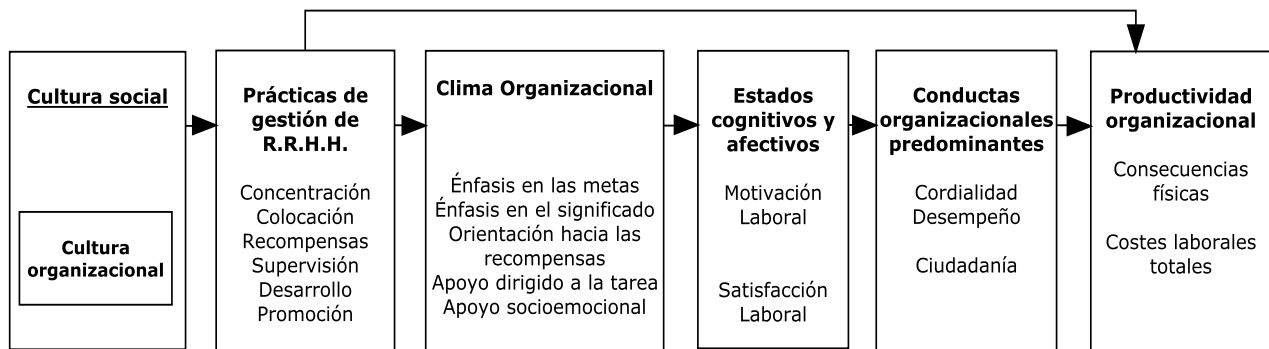 Cultura social
Cultura
organizacional
Prácticas de
gestión de
R.R.H.H.
Concentración
Colocación
Recompensas
Supervisión
Desarrollo
Promoción
Clima Organizacional
Énfasis en las metas
Énfasis en el significado
Orientación hacia las
recompensas
Apoyo dirigido a la tarea
Apoyo socioemocional
Estados
cognitivos y
afectivos
Motivación
Laboral
Satisfacción
Laboral
Conductas
organizacionales
predominantes
Cordialidad
Desempeño
Ciudadanía
Productividad
organizacional
Consecuencias
físicas
Costes laborales
totales